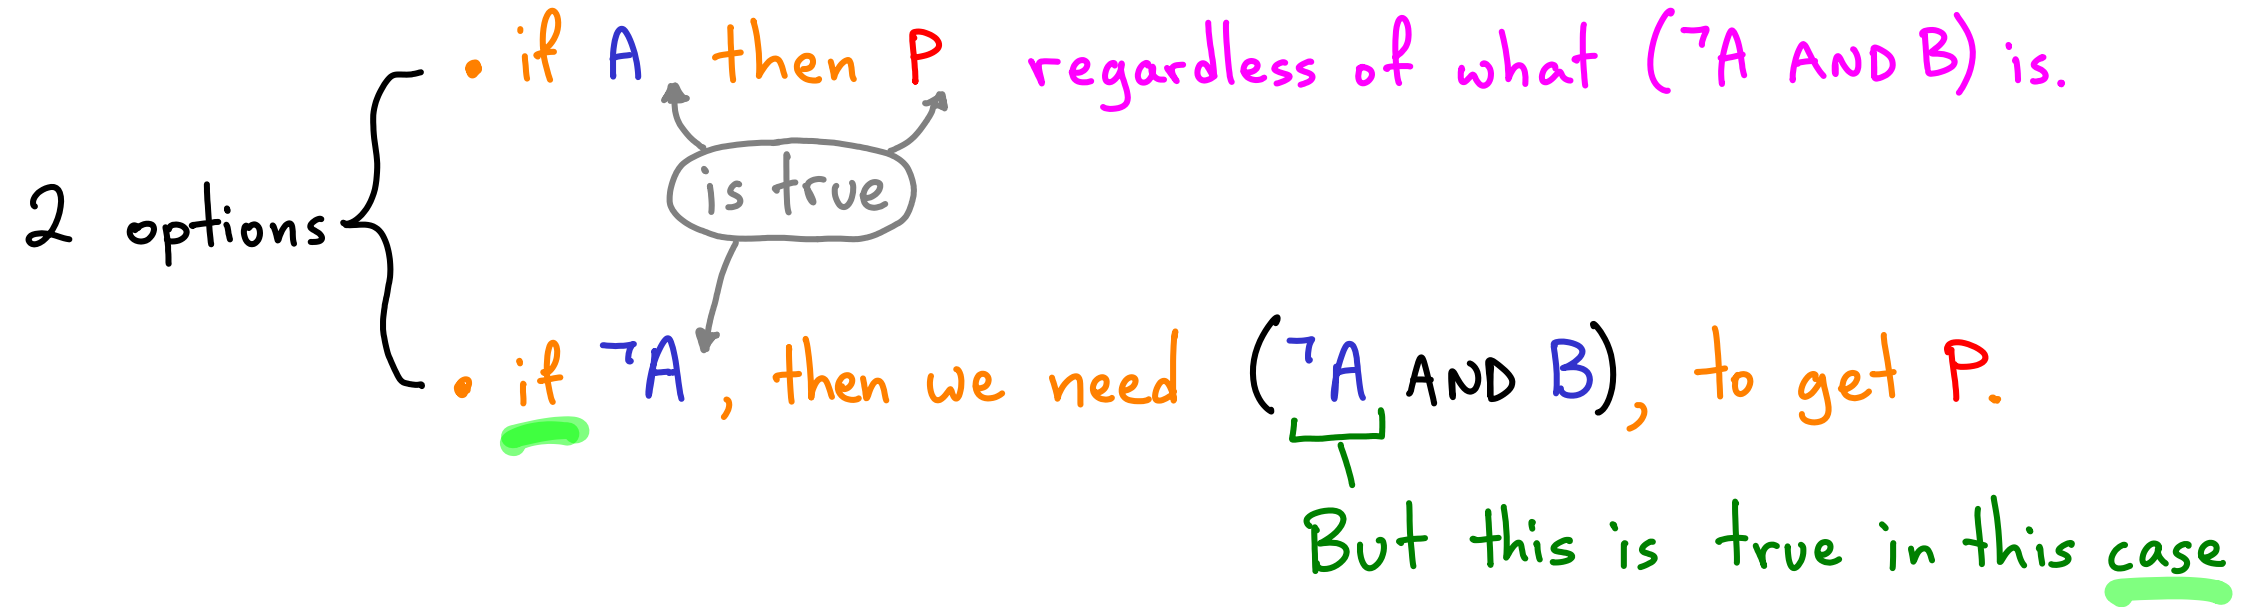 • if A then P regardless of what (¬A AND B) is.
is true
2 options
• if ¬A, then we need (¬A AND B), to get P.
But this is true in this case